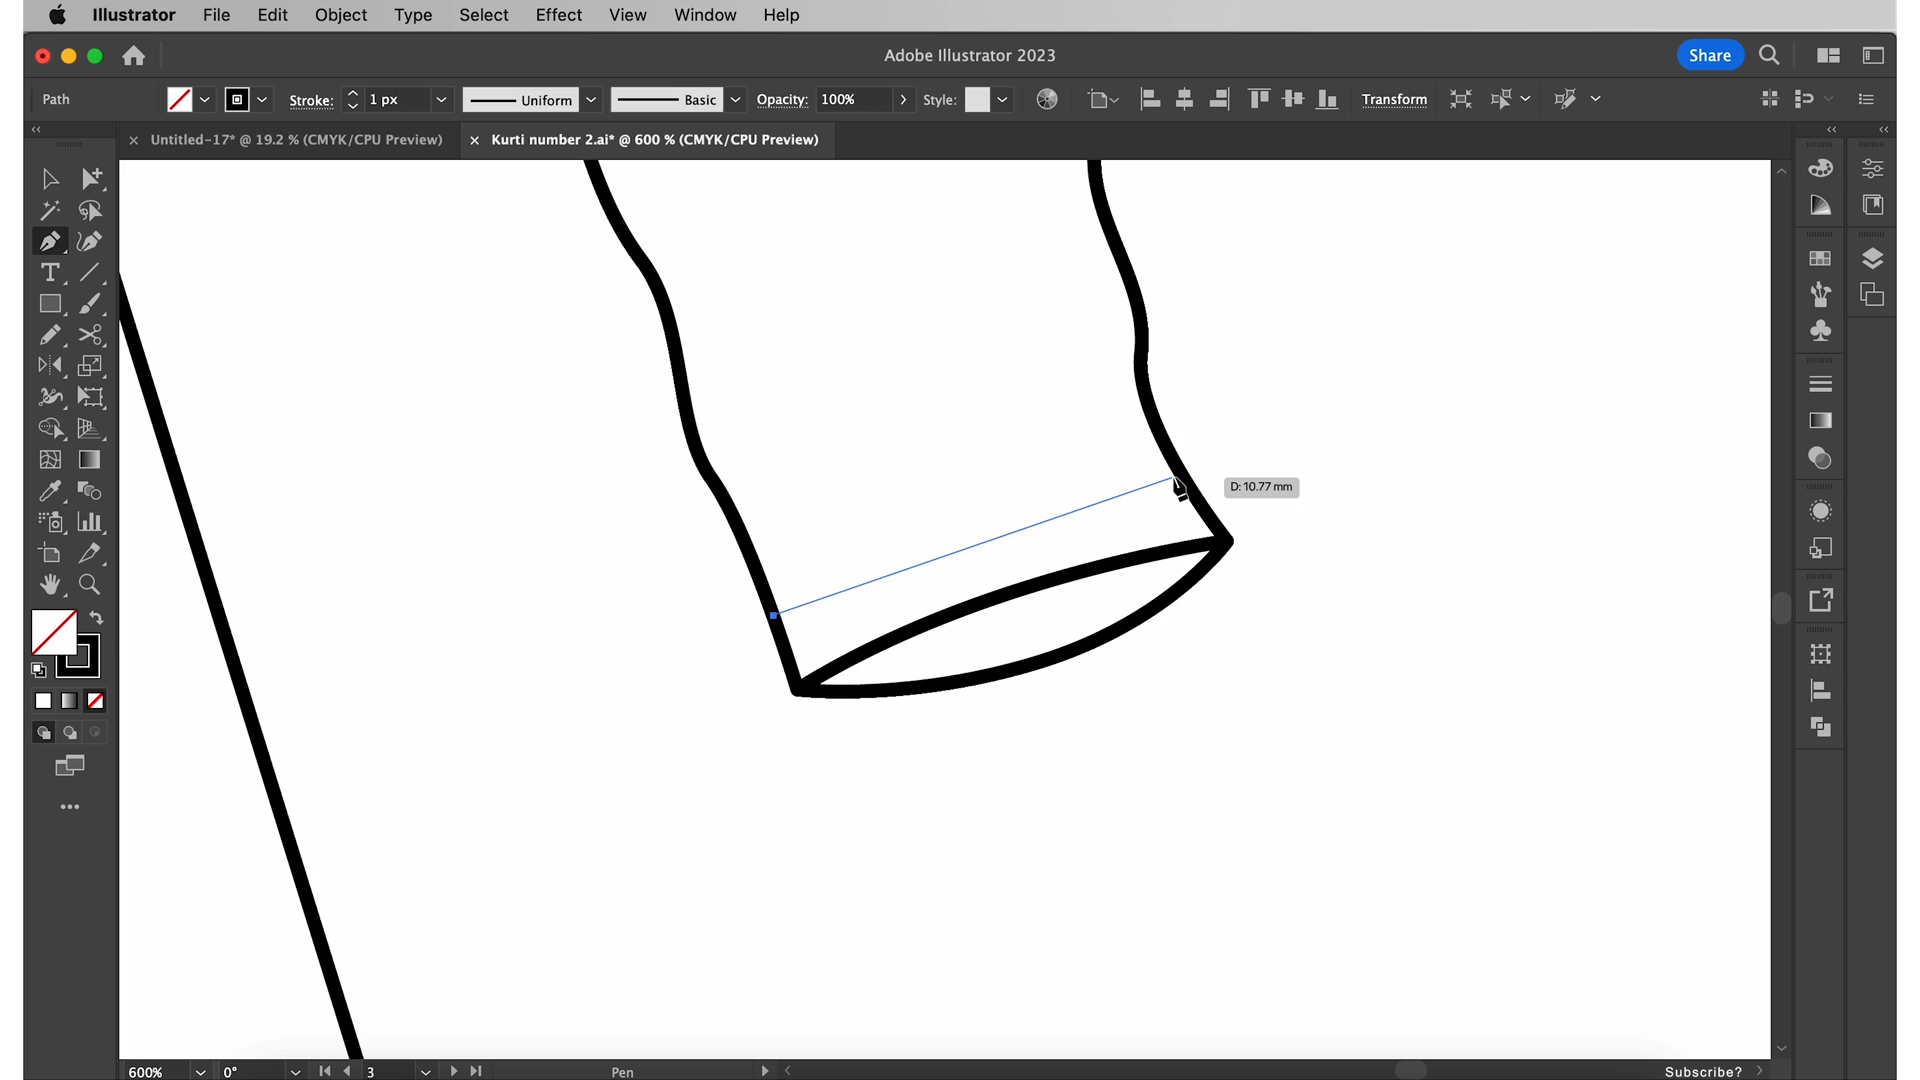 Illustrator File Edit Object Type Select Effect View Window Help
Adobe Illustrator 2023
Share
Path
Stroke: 1 px Uniform Basic Opacity: 100% Style: Transform
Untitled-17* @ 19.2 % (CMYK/CPU Preview) Kurti number 2.ai* @ 600 % (CMYK/CPU Preview)
D: 10.77 mm
600% 0° 3 Pen Subscribe?